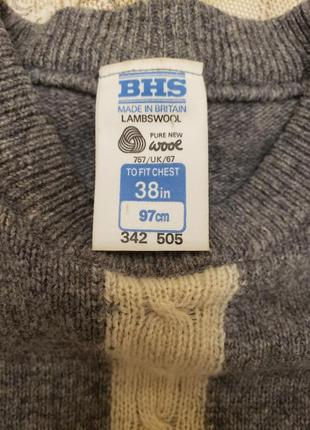 BHS
MADE IN BRITAIN
LAMBSWOOL
PURE NEW
wool
757/UK/67
TO FIT CHEST
38in
97cm
342 505